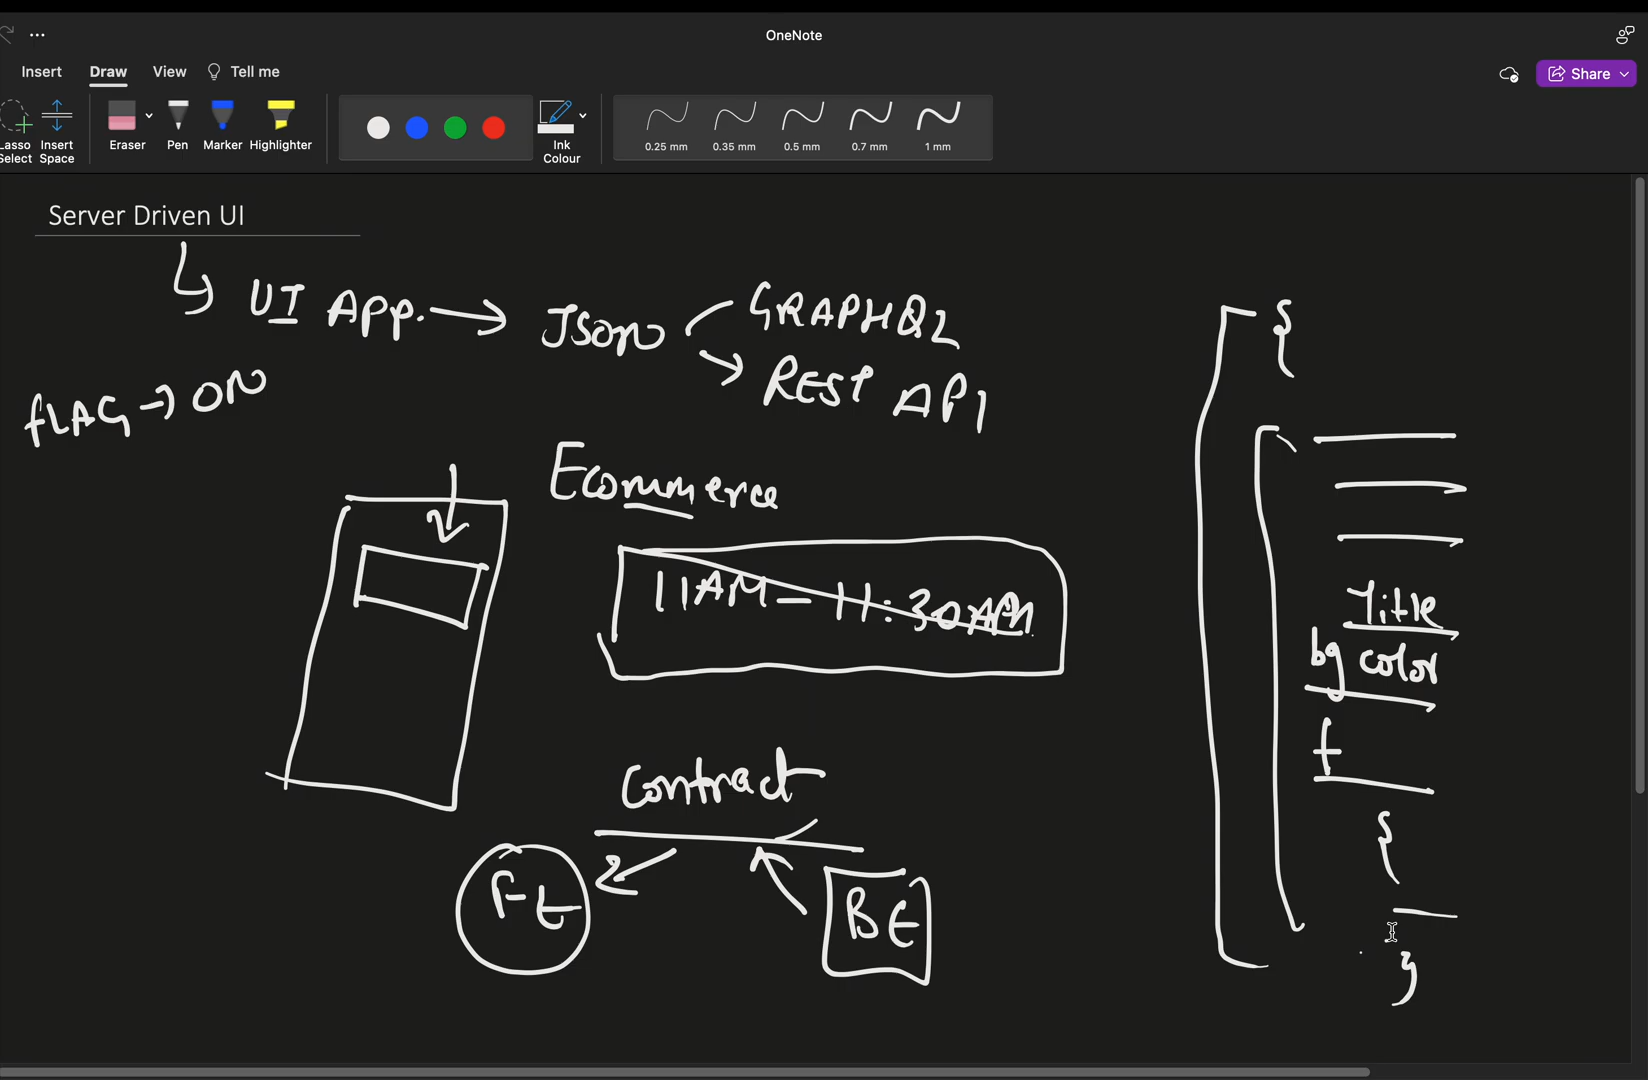 OneNote
Insert
Draw
View
Tell me
Share
Lasso Select
Insert Space
Eraser
Pen
Marker
Highlighter
Ink Colour
0.25 mm
0.35 mm
0.5 mm
0.7 mm
1 mm
Server Driven UI
UI App. → Json
GRAPHQL
REST API
fLAG → ON
Ecommerce
11AM – 11:30AM
Contract
BE
{
Title
bg color
f
{
}